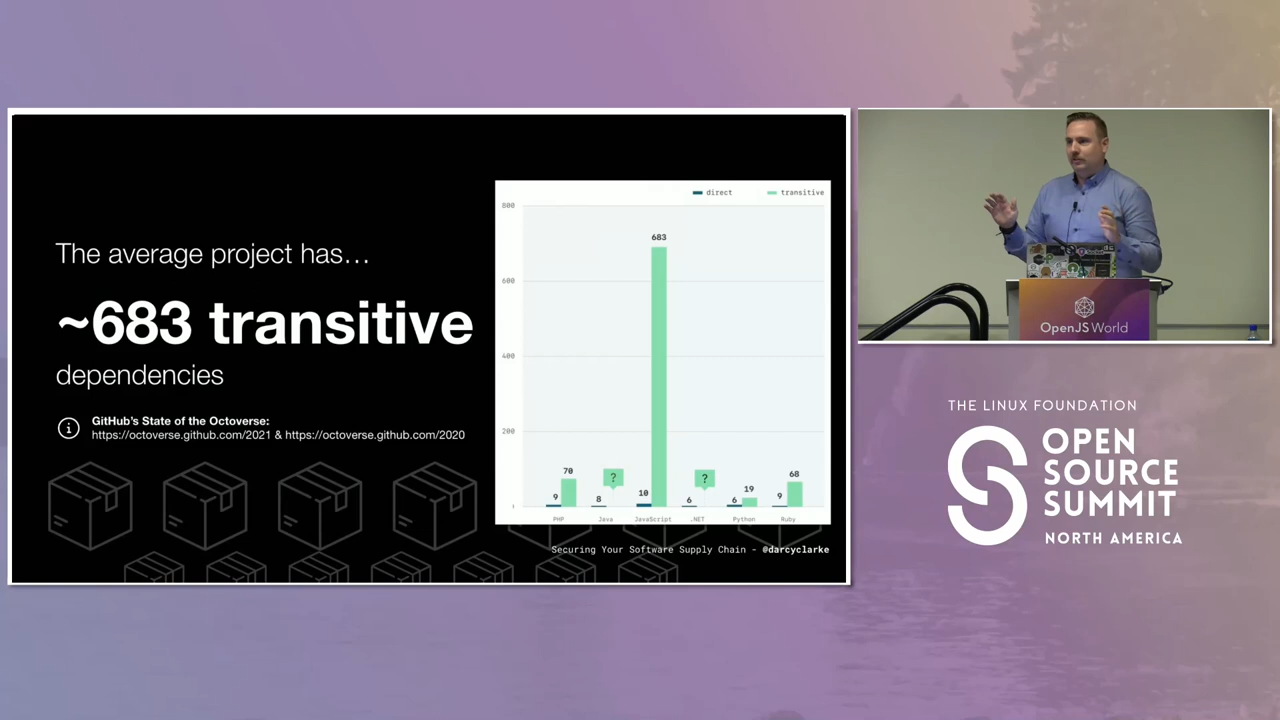 The average project has…
~683 transitive
dependencies
GitHub's State of the Octoverse:
https://octoverse.github.com/2021 & https://octoverse.github.com/2020
direct
transitive
800
600
400
200
683
70
?
?
68
9
8
10
6
6
19
9
PHP
Java
JavaScript
.NET
Python
Ruby
Securing Your Software Supply Chain - @darcyclarke
Socket
OpenJS World
THE LINUX FOUNDATION
OPEN
SOURCE
SUMMIT
NORTH AMERICA